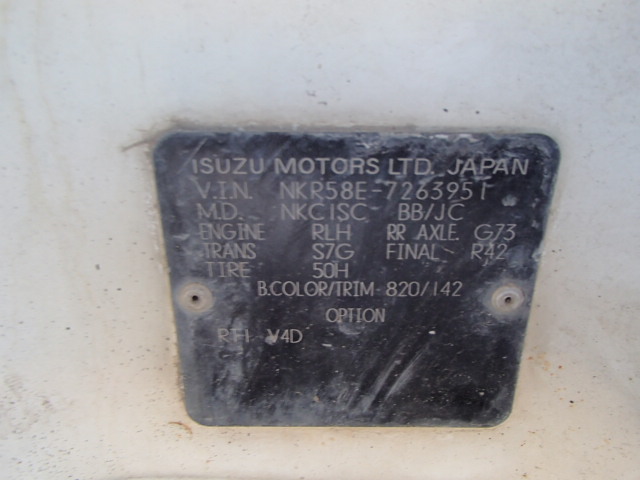 ISUZU MOTORS LTD. JAPAN
V.I.N. NKR58E-7263951
M.D. NKC1SC- BB/JC
ENGINE RLH RR AXLE. G73
TRANS S7G FINAL- R42
TIRE 50H
B.COLOR/TRIM- 820/142
OPTION
RT1 V4D